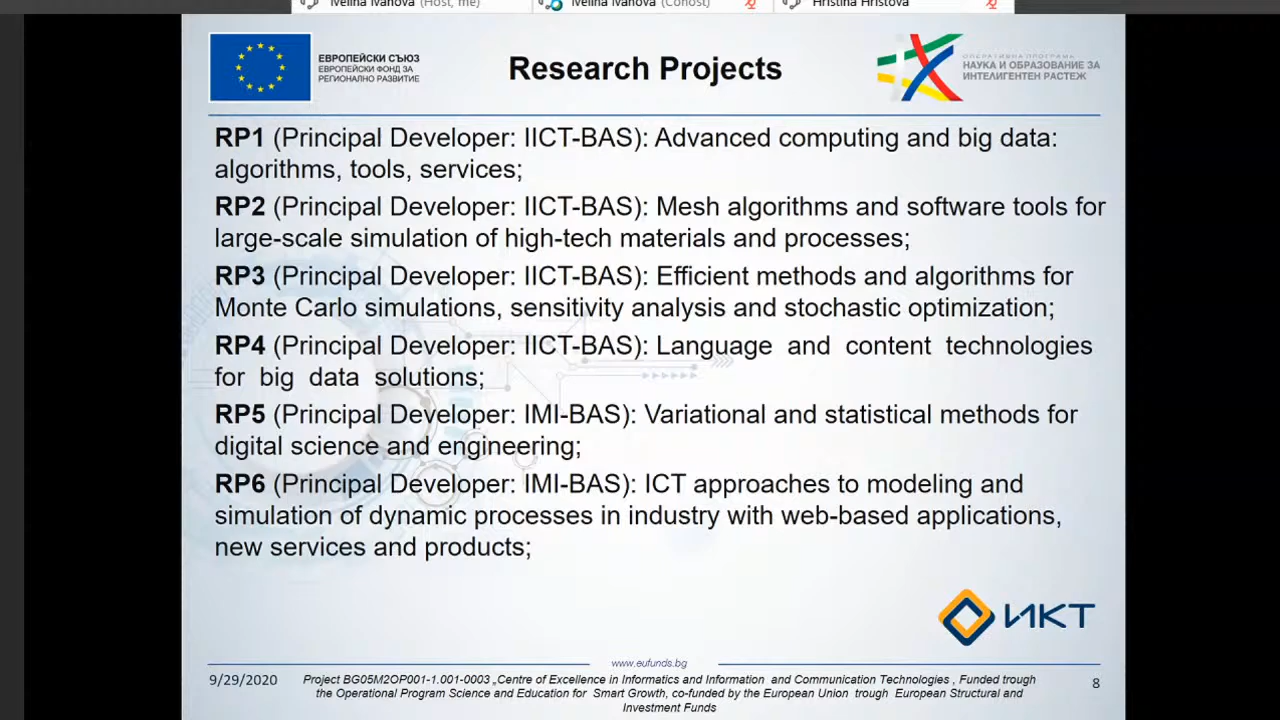 Ivelina Ivanova (Host, me)
Ivelina Ivanova (Cohost)
Hristina Hristova
ЕВРОПЕЙСКИ СЪЮЗ
ЕВРОПЕЙСКИ ФОНД ЗА
РЕГИОНАЛНО РАЗВИТИЕ
Research Projects
ОПЕРАТИВНА ПРОГРАМА
НАУКА И ОБРАЗОВАНИЕ ЗА
ИНТЕЛИГЕНТЕН РАСТЕЖ
RP1 (Principal Developer: IICT-BAS): Advanced computing and big data:
algorithms, tools, services;
RP2 (Principal Developer: IICT-BAS): Mesh algorithms and software tools for
large-scale simulation of high-tech materials and processes;
RP3 (Principal Developer: IICT-BAS): Efficient methods and algorithms for
Monte Carlo simulations, sensitivity analysis and stochastic optimization;
RP4 (Principal Developer: IICT-BAS): Language and content technologies
for big data solutions;
RP5 (Principal Developer: IMI-BAS): Variational and statistical methods for
digital science and engineering;
RP6 (Principal Developer: IMI-BAS): ICT approaches to modeling and
simulation of dynamic processes in industry with web-based applications,
new services and products;
ИКТ
www.eufunds.bg
9/29/2020
Project BG05M2OP001-1.001-0003 „Centre of Excellence in Informatics and Information and Communication Technologies , Funded trough
the Operational Program Science and Education for Smart Growth, co-funded by the European Union trough European Structural and
Investment Funds
8